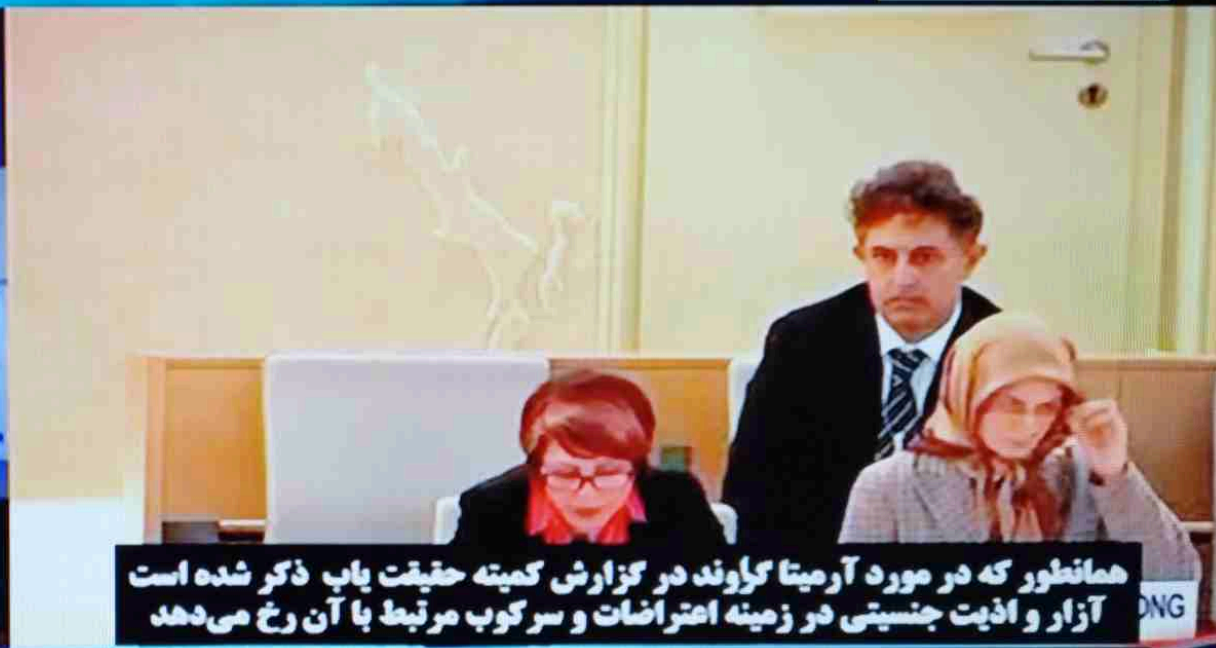 همانطور که در مورد آرمیتا گراوند در گزارش کمیته حقیقت یاب ذکر شده است
آزار و اذیت جنسیتی در زمینه اعتراضات و سرکوب مرتبط با آن رخ می‌دهد
ONG